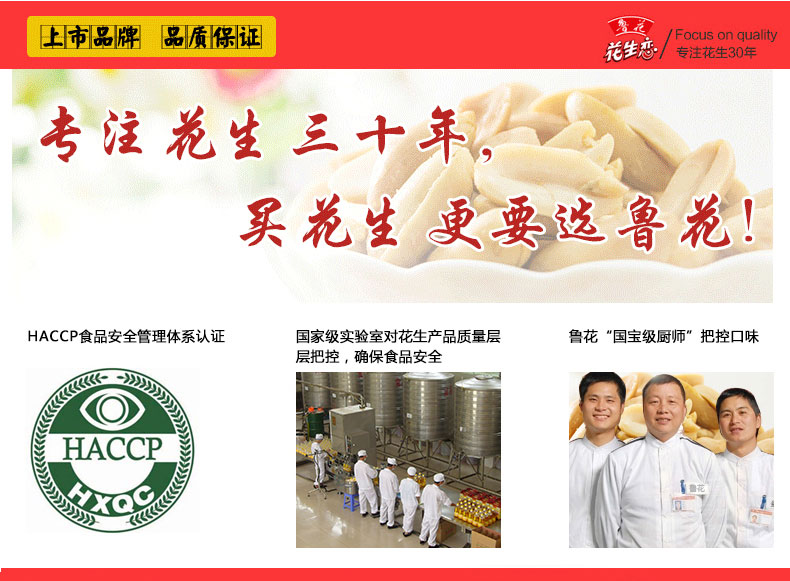 上市品牌 品质保证
鲁花
花生恋
Focus on quality
专注花生30年
专注花生三十年,
买花生更要选鲁花!
HACCP食品安全管理体系认证
国家级实验室对花生产品质量层
层把控，确保食品安全
鲁花“国宝级厨师”把控口味
HACCP
HXQC
鲁花